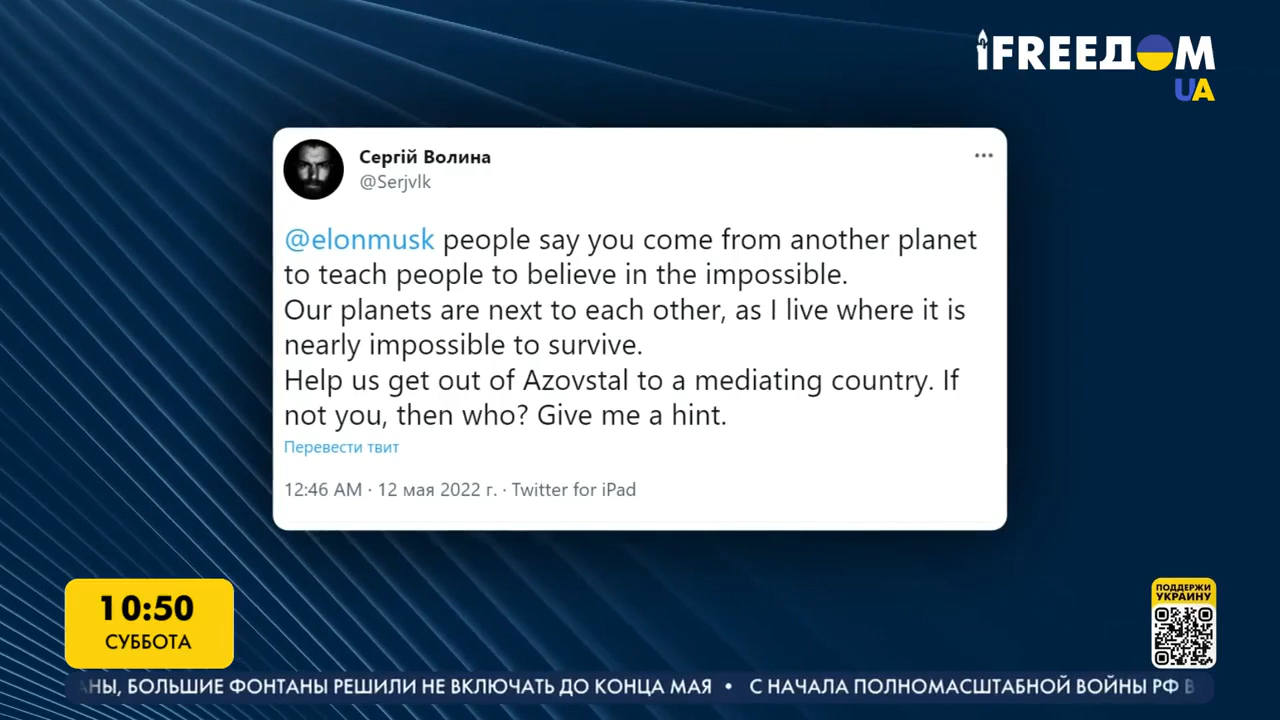 FREEДОМ
UA
Сергій Волина
@Serjvlk
@elonmusk people say you come from another planet
to teach people to believe in the impossible.
Our planets are next to each other, as I live where it is
nearly impossible to survive.
Help us get out of Azovstal to a mediating country. If
not you, then who? Give me a hint.
Перевести твит
12:46 AM · 12 мая 2022 г. · Twitter for iPad
10:50
СУББОТА
ПОДДЕРЖИ
УКРАИНУ
АНЫ, БОЛЬШИЕ ФОНТАНЫ РЕШИЛИ НЕ ВКЛЮЧАТЬ ДО КОНЦА МАЯ • С НАЧАЛА ПОЛНОМАСШТАБНОЙ ВОЙНЫ РФ В